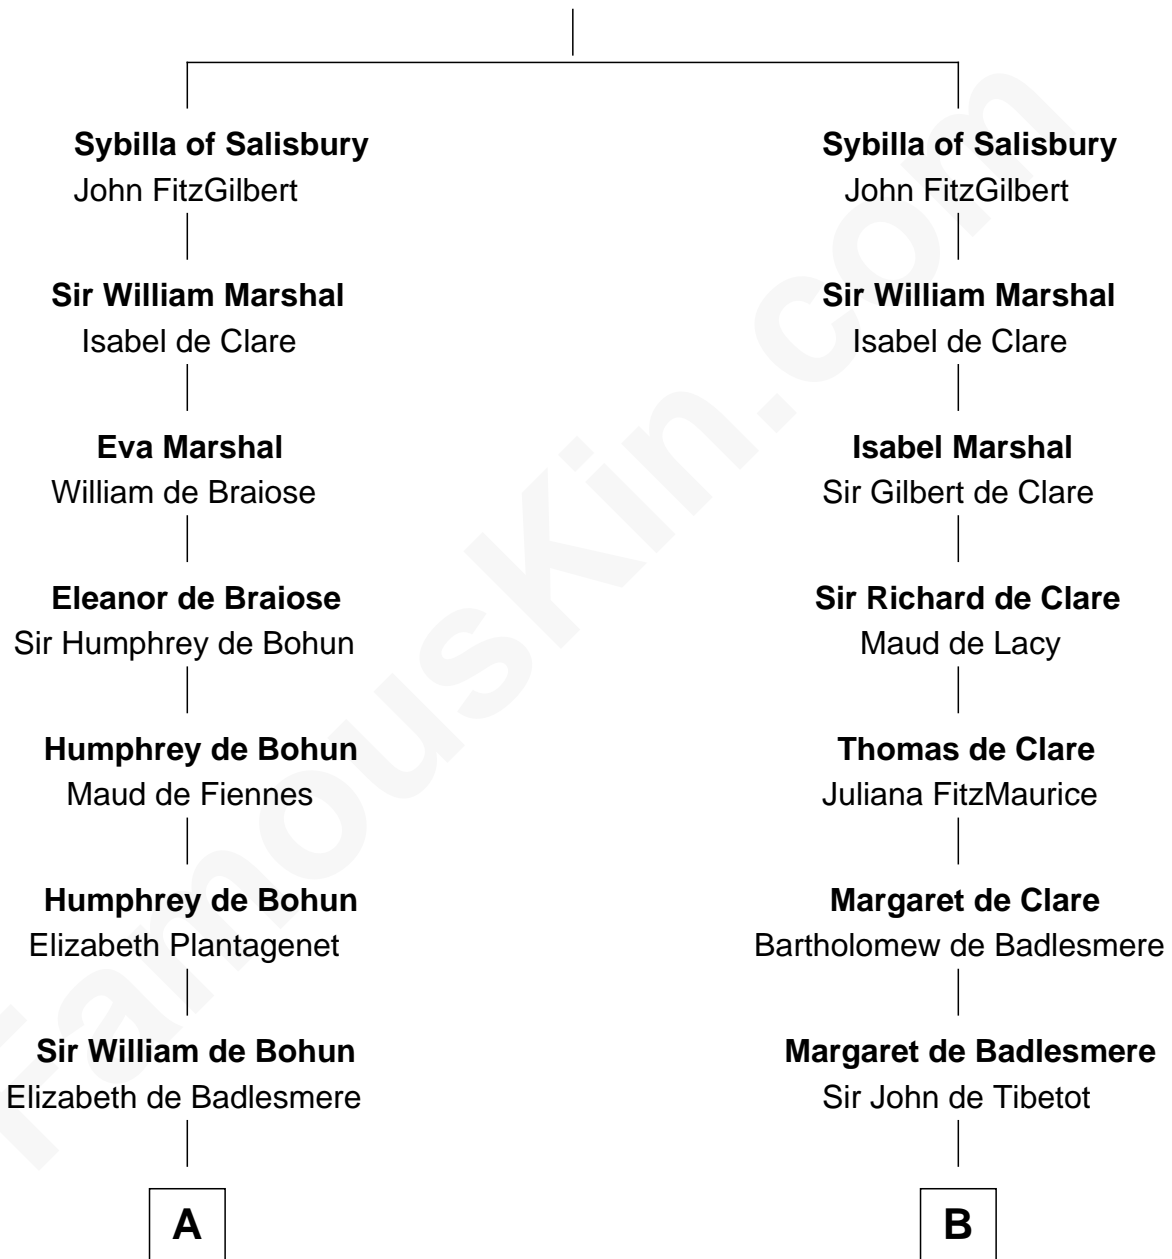 Sybilla of Salisbury
John FitzGilbert
Sir William Marshal
Isabel de Clare
Eva Marshal
William de Braiose
Eleanor de Braiose
Sir Humphrey de Bohun
Humphrey de Bohun
Maud de Fiennes
Humphrey de Bohun
Elizabeth Plantagenet
Sir William de Bohun
Elizabeth de Badlesmere
A
Sybilla of Salisbury
John FitzGilbert
Sir William Marshal
Isabel de Clare
Isabel Marshal
Sir Gilbert de Clare
Sir Richard de Clare
Maud de Lacy
Thomas de Clare
Juliana FitzMaurice
Margaret de Clare
Bartholomew de Badlesmere
Margaret de Badlesmere
Sir John de Tibetot
B
FamousKin.com